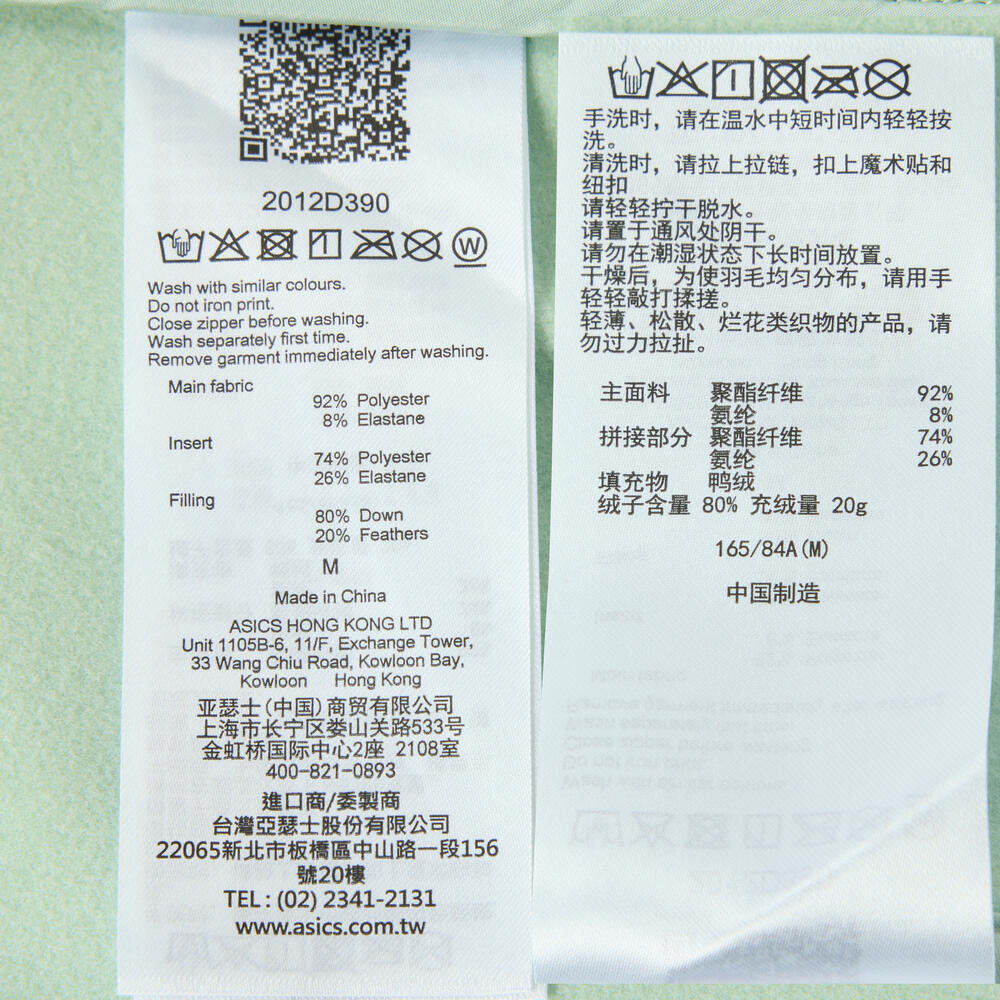 2012D390
W
Wash with similar colours.
Do not iron print.
Close zipper before washing.
Wash separately first time.
Remove garment immediately after washing.
Main fabric
92% Polyester
8% Elastane
Insert
74% Polyester
26% Elastane
Filling
80% Down
20% Feathers
M
Made in China
ASICS HONG KONG LTD
Unit 1105B-6, 11/F, Exchange Tower,
33 Wang Chiu Road, Kowloon Bay,
Kowloon Hong Kong
亚瑟士(中国)商贸有限公司
上海市长宁区娄山关路533号
金虹桥国际中心2座 2108室
400-821-0893
進口商/委製商
台灣亞瑟士股份有限公司
22065新北市板橋區中山路一段156
號20樓
TEL: (02) 2341-2131
www.asics.com.tw
手洗时，请在温水中短时间内轻轻按
洗。
清洗时，请拉上拉链，扣上魔术贴和
纽扣
请轻轻拧干脱水。
请置于通风处阴干。
请勿在潮湿状态下长时间放置。
干燥后，为使羽毛均匀分布，请用手
轻轻敲打揉搓。
轻薄、松散、烂花类织物的产品，请
勿过力拉扯。
主面料 聚酯纤维 92%
氨纶 8%
拼接部分 聚酯纤维 74%
氨纶 26%
填充物 鸭绒
绒子含量 80% 充绒量 20g
165/84A(M)
中国制造